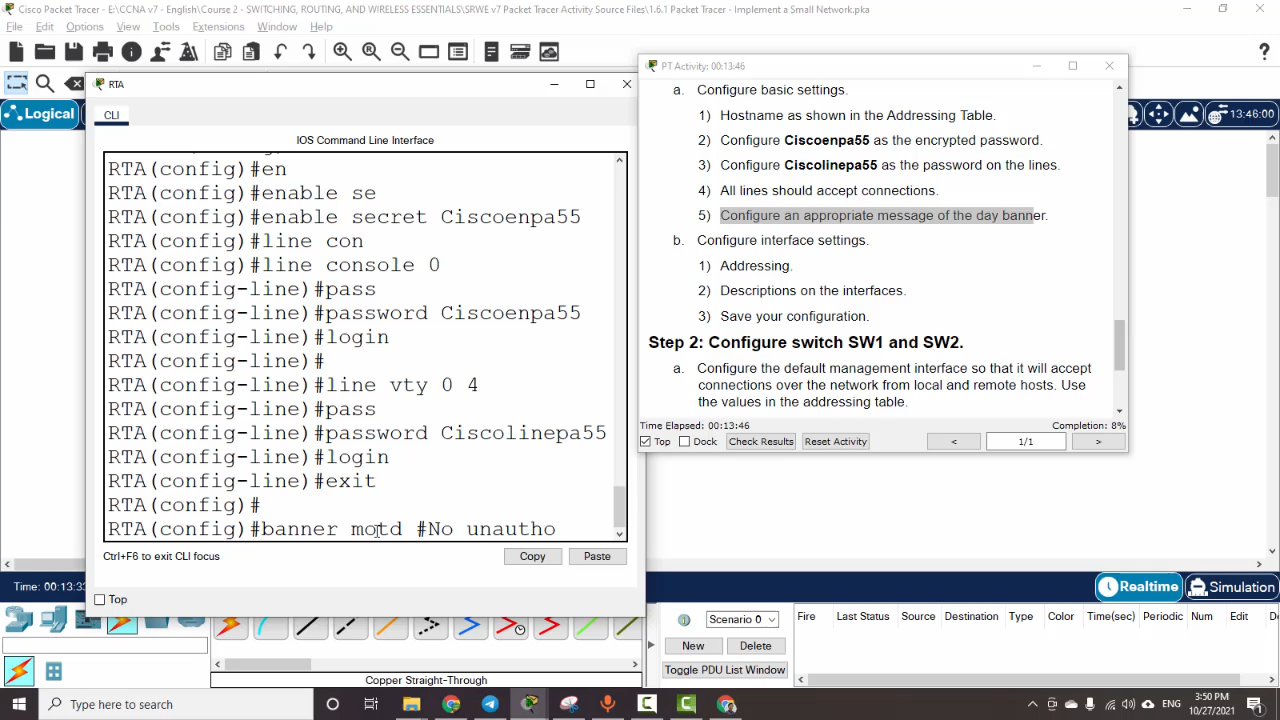 Cisco Packet Tracer - E:\CCNA v7 - English\Course 2 - SWITCHING, ROUTING, AND WIRELESS ESSENTIALS\SRWE v7 Packet Tracer Activity Source Files\1.6.1 Packet Tracer - Implement a Small Network.pka
File Edit Options View Tools Extensions Window Help
Logical
13:46:00
RTA
CLI
IOS Command Line Interface
RTA(config)#en
RTA(config)#enable se
RTA(config)#enable secret Ciscoenpa55
RTA(config)#line con
RTA(config)#line console 0
RTA(config-line)#pass
RTA(config-line)#password Ciscoenpa55
RTA(config-line)#login
RTA(config-line)#
RTA(config-line)#line vty 0 4
RTA(config-line)#pass
RTA(config-line)#password Ciscolinepa55
RTA(config-line)#login
RTA(config-line)#exit
RTA(config)#
RTA(config)#banner motd #No unautho
Ctrl+F6 to exit CLI focus
Copy Paste
Top
PT Activity: 00:13:46
a. Configure basic settings.
1) Hostname as shown in the Addressing Table.
2) Configure Ciscoenpa55 as the encrypted password.
3) Configure Ciscolinepa55 as the password on the lines.
4) All lines should accept connections.
5) Configure an appropriate message of the day banner.
b. Configure interface settings.
1) Addressing.
2) Descriptions on the interfaces.
3) Save your configuration.
Step 2: Configure switch SW1 and SW2.
a. Configure the default management interface so that it will accept
connections over the network from local and remote hosts. Use
the values in the addressing table.
Time Elapsed: 00:13:46 Completion: 8%
Top Dock Check Results Reset Activity < 1/1 >
Time: 00:13:33
Realtime Simulation
Scenario 0
New Delete
Toggle PDU List Window
Fire Last Status Source Destination Type Color Time(sec) Periodic Num Edit
Copper Straight-Through
Type here to search
ENG
3:50 PM
10/27/2021